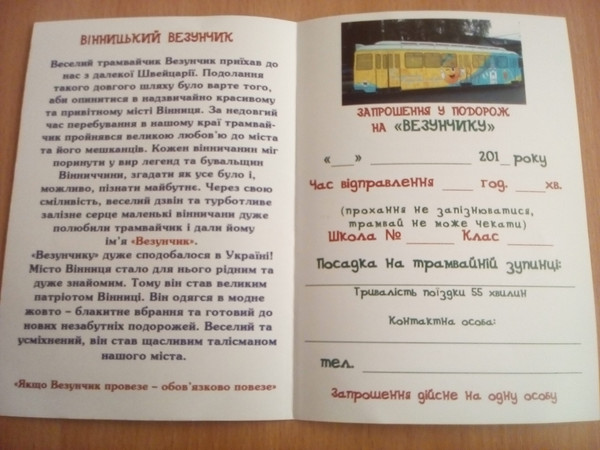 ВІННИЦЬКИЙ ВЕЗУНЧИК
Веселий трамвайчик Везунчик приїхав до
нас з далекої Швейцарії. Подолання
такого довгого шляху було варте того,
аби опинитися в надзвичайно красивому
та привітному місті Вінниця. За недовгий
час перебування в нашому краї трамвай-
чик пройнявся великою любов'ю до міста
та його мешканців. Кожен вінничанин міг
поринути у вир легенд та бувальщин
Вінниччини, згадати як усе було і,
можливо, пізнати майбутнє. Через свою
сміливість, веселий дзвін та турботливе
залізне серце маленькі вінничани дуже
полюбили трамвайчик і дали йому
ім'я «Везунчик».
«Везунчику» дуже сподобалося в Україні!
Місто Вінниця стало для нього рідним та
дуже знайомим. Тому він став великим
патріотом Вінниці. Він одягся в модне
жовто – блакитне вбрання та готовий до
нових незабутніх подорожей. Веселий та
усміхнений, він став щасливим талісманом
нашого міста.
«Якщо Везунчик провезе – обов'язково повезе»
ЗАПРОШЕННЯ У ПОДОРОЖ
НА «ВЕЗУНЧИКУ»
«___» ____________ 201_ року
Час відправлення ____ год. ____хв.
(прохання не запізнюватися,
трамвай не може чекати)
Школа № ____ Клас ____
Посадка на трамвайній зупинці:
Тривалість поїздки 55 хвилин
Контактна особа:
тел. ____________
Запрошення дійсне на одну особу